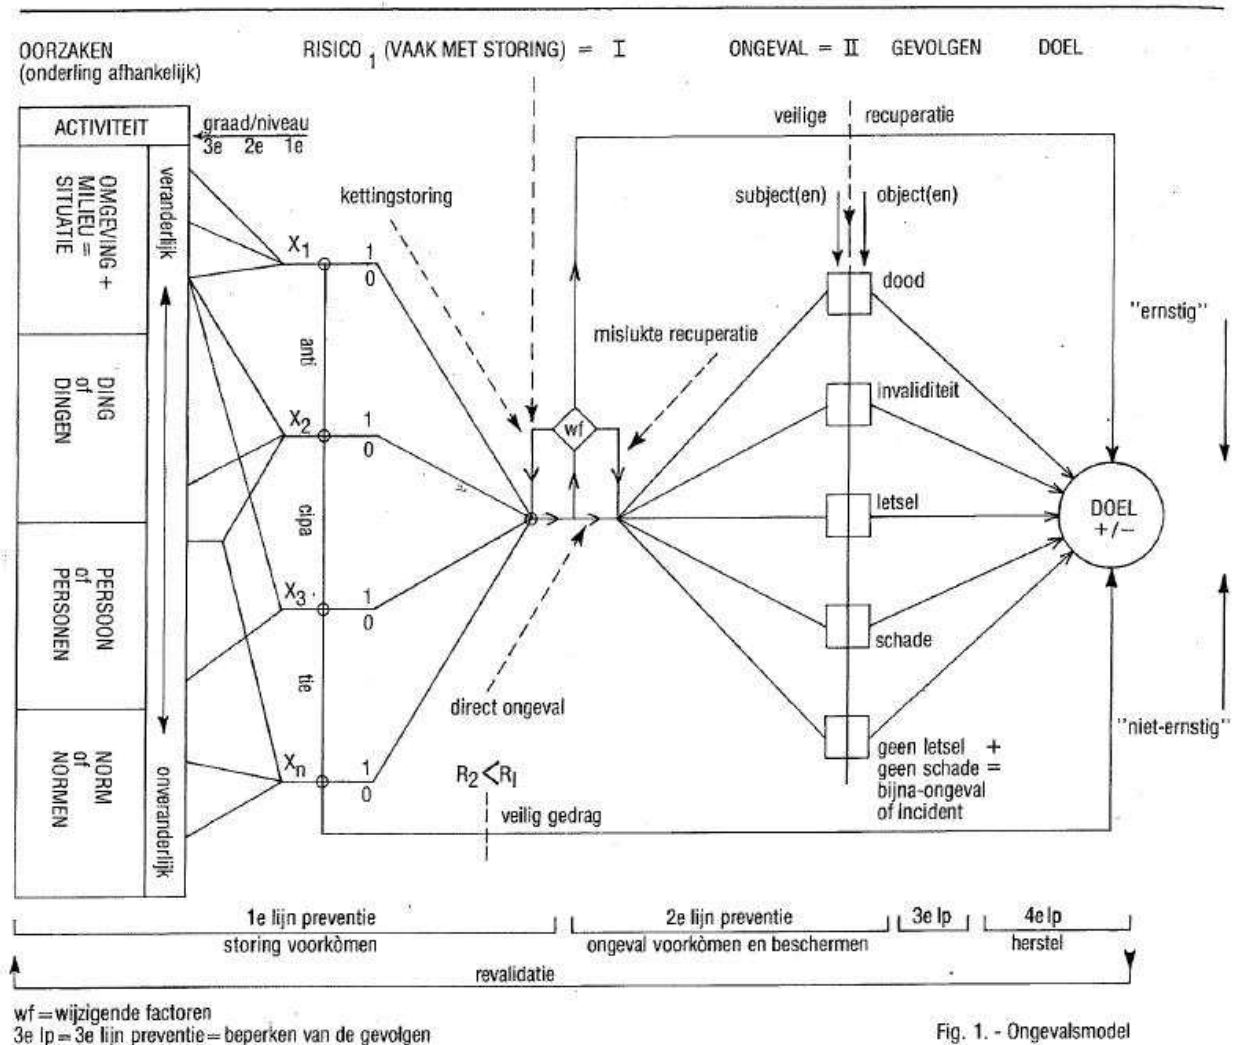 OORZAKEN
(onderling afhankelijk)
RISICO 1 (VAAK MET STORING) = I
ONGEVAL = II
GEVOLGEN
DOEL
ACTIVITEIT
graad/niveau
3e 2e 1e
veilige
recuperatie
OMGEVING +
MILIEU =
SITUATIE
veranderlijk
kettingstoring
subject(en)
object(en)
X1
1
0
dood
"ernstig"
anti
mislukte recuperatie
DING
of
DINGEN
invaliditeit
X2
1
0
wf
letsel
DOEL
+/−
cipa
PERSOON
of
PERSONEN
X3
1
0
schade
tie
direct ongeval
"niet-ernstig"
NORM
of
NORMEN
onveranderlijk
Xn
1
0
R2 < R1
geen letsel +
geen schade =
bijna-ongeval
of incident
veilig gedrag
1e lijn preventie
2e lijn preventie
3e lp
4e lp
storing voorkòmen
ongeval voorkòmen en beschermen
herstel
revalidatie
wf = wijzigende factoren
3e lp = 3e lijn preventie = beperken van de gevolgen
Fig. 1. - Ongevalsmodel